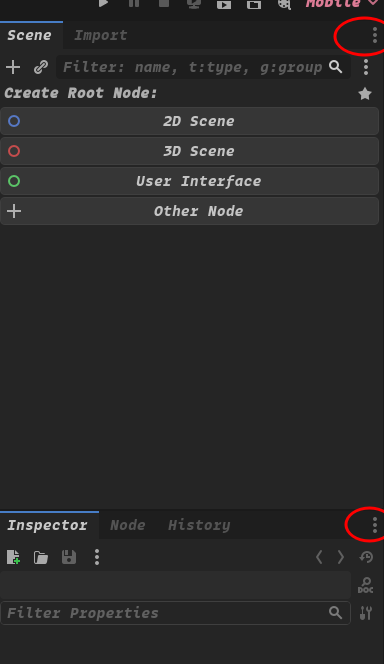 Mobile
Scene Import
Filter: name, t:type, g:group
Create Root Node:
2D Scene
3D Scene
User Interface
Other Node
Inspector Node History
DOC
Filter Properties